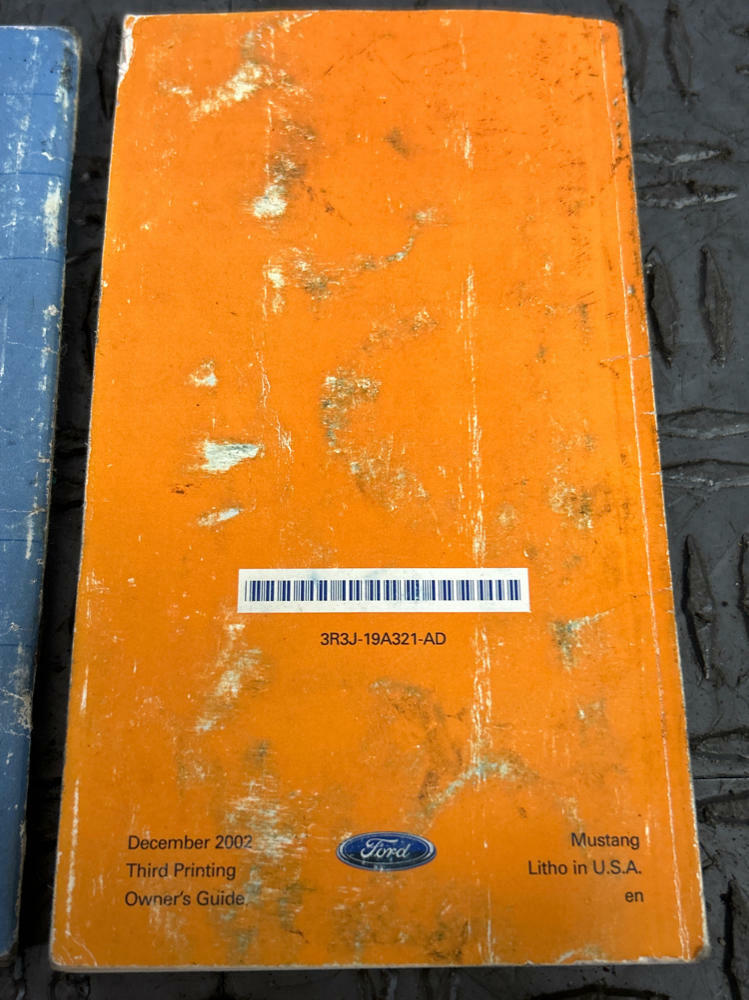 3R3J-19A321-AD
December 2002
Third Printing
Owner's Guide
Ford
Mustang
Litho in U.S.A.
en